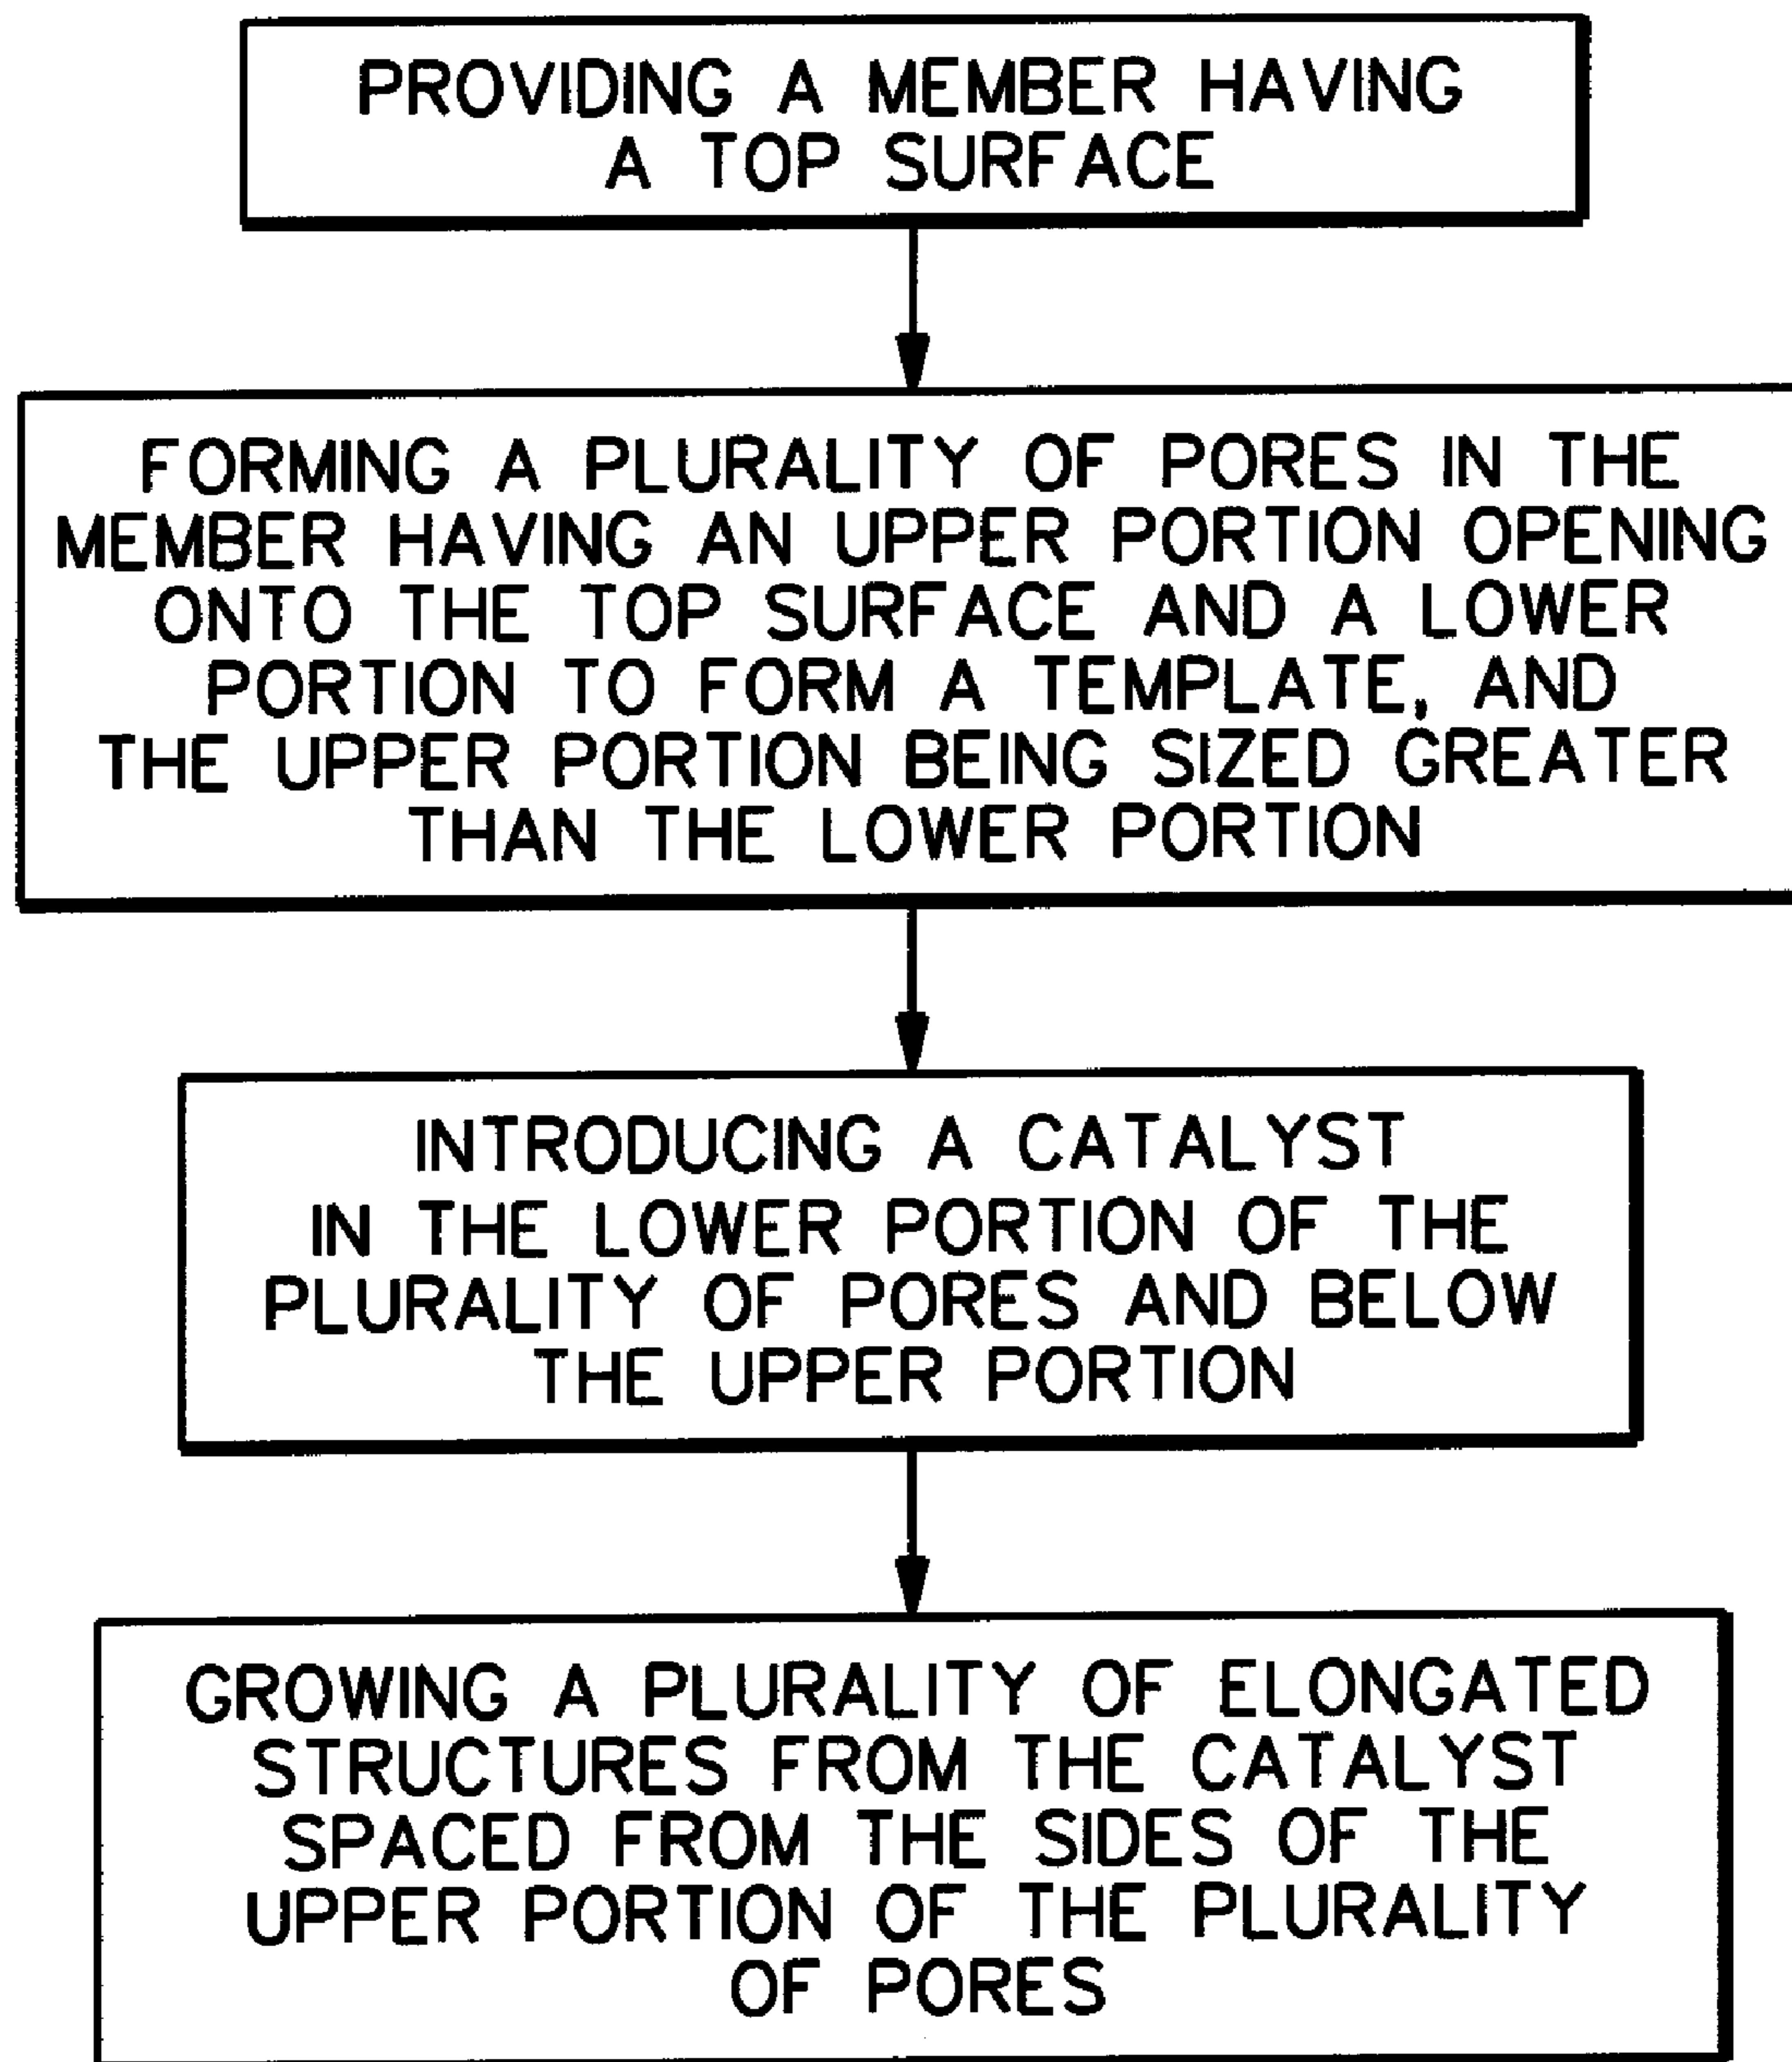 PROVIDING A MEMBER HAVING
A TOP SURFACE
FORMING A PLURALITY OF PORES IN THE
MEMBER HAVING AN UPPER PORTION OPENING
ONTO THE TOP SURFACE AND A LOWER
PORTION TO FORM A TEMPLATE, AND
THE UPPER PORTION BEING SIZED GREATER
THAN THE LOWER PORTION
INTRODUCING A CATALYST
IN THE LOWER PORTION OF THE
PLURALITY OF PORES AND BELOW
THE UPPER PORTION
GROWING A PLURALITY OF ELONGATED
STRUCTURES FROM THE CATALYST
SPACED FROM THE SIDES OF THE
UPPER PORTION OF THE PLURALITY
OF PORES